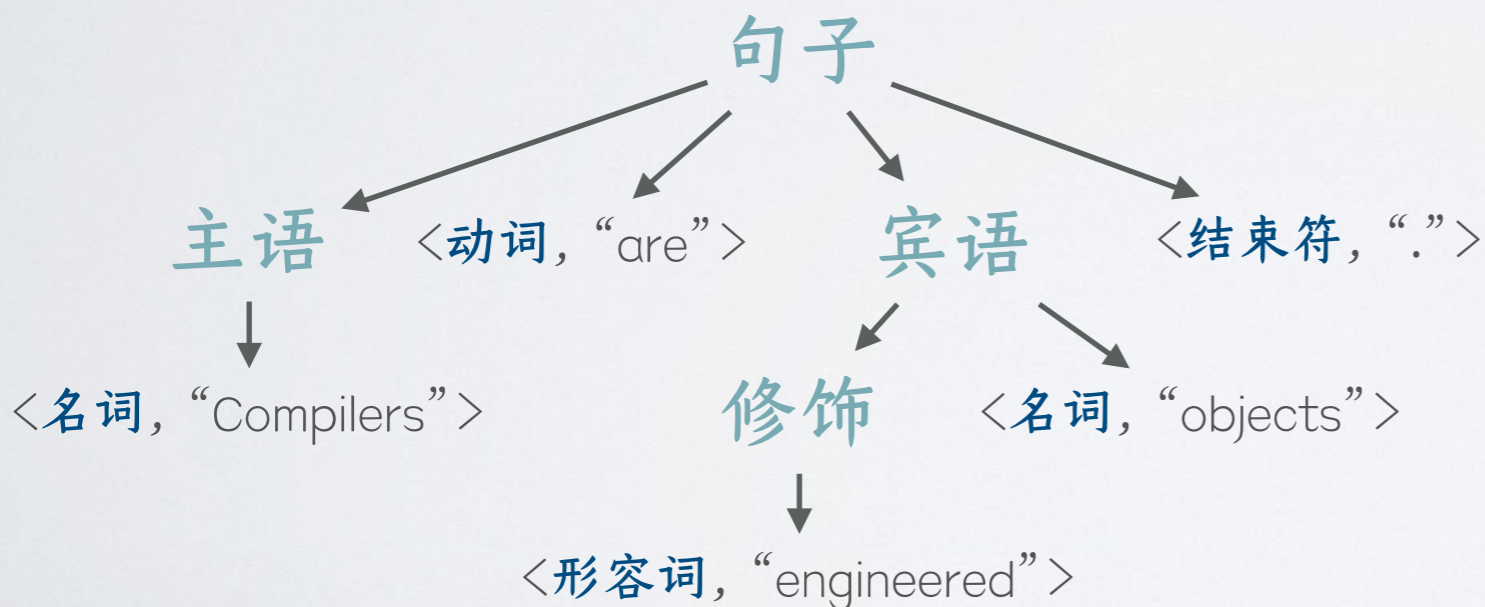 句子
主语 <动词, “are”> 宾语 <结束符, “.”>
<名词, “Compilers”> 修饰 <名词, “objects”>
<形容词, “engineered”>